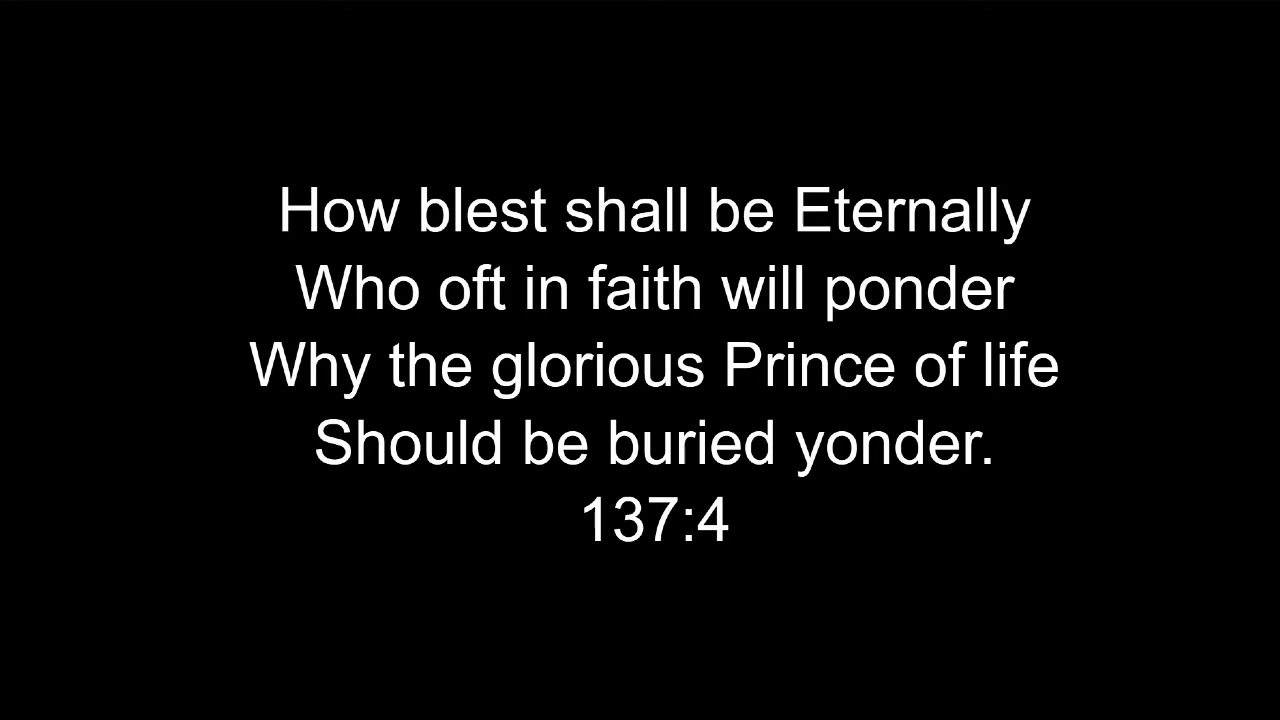 How blest shall be Eternally
Who oft in faith will ponder
Why the glorious Prince of life
Should be buried yonder.
137:4